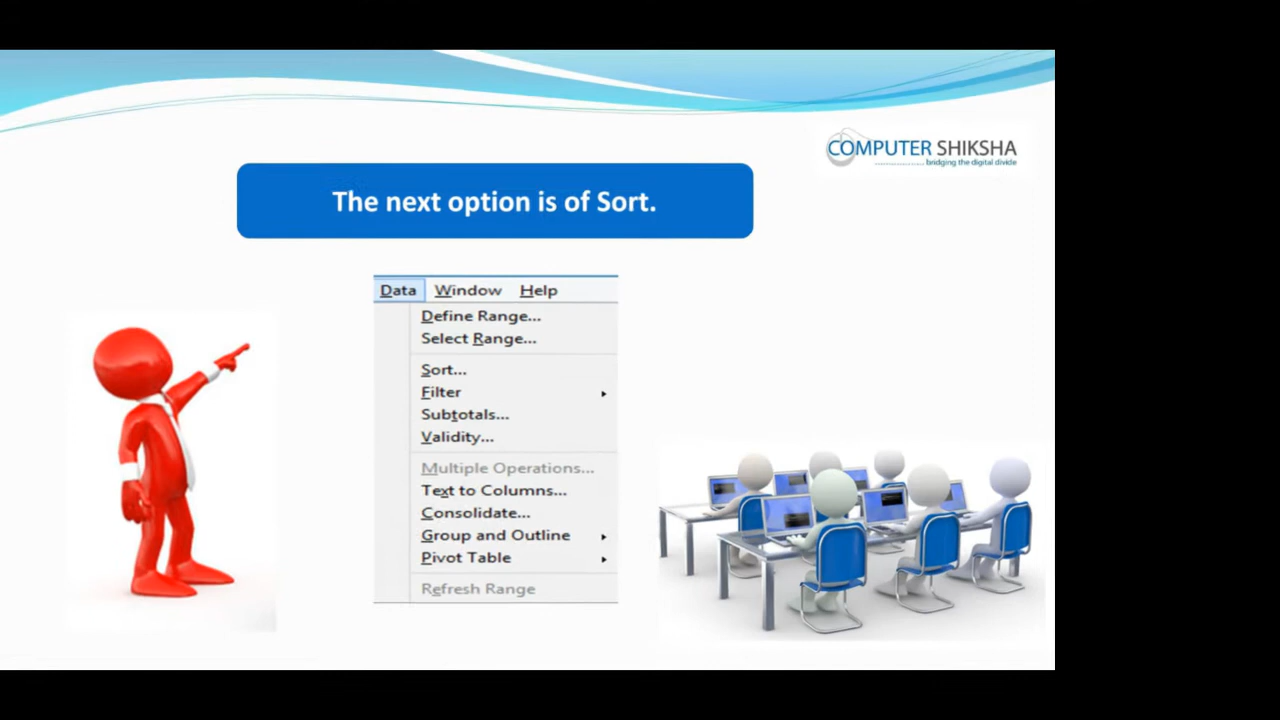 COMPUTER SHIKSHA
bridging the digital divide
The next option is of Sort.
Data Window Help
Define Range...
Select Range...
Sort...
Filter
Subtotals...
Validity...
Multiple Operations...
Text to Columns...
Consolidate...
Group and Outline
Pivot Table
Refresh Range